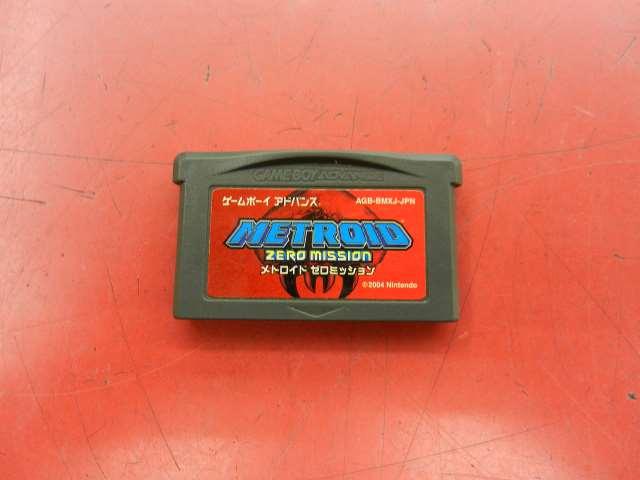 GAME BOY ADVANCE
ゲームボーイ アドバンス
AGB-BMXJ-JPN
METROID
ZERO MISSION
メトロイド ゼロミッション
©2004 Nintendo